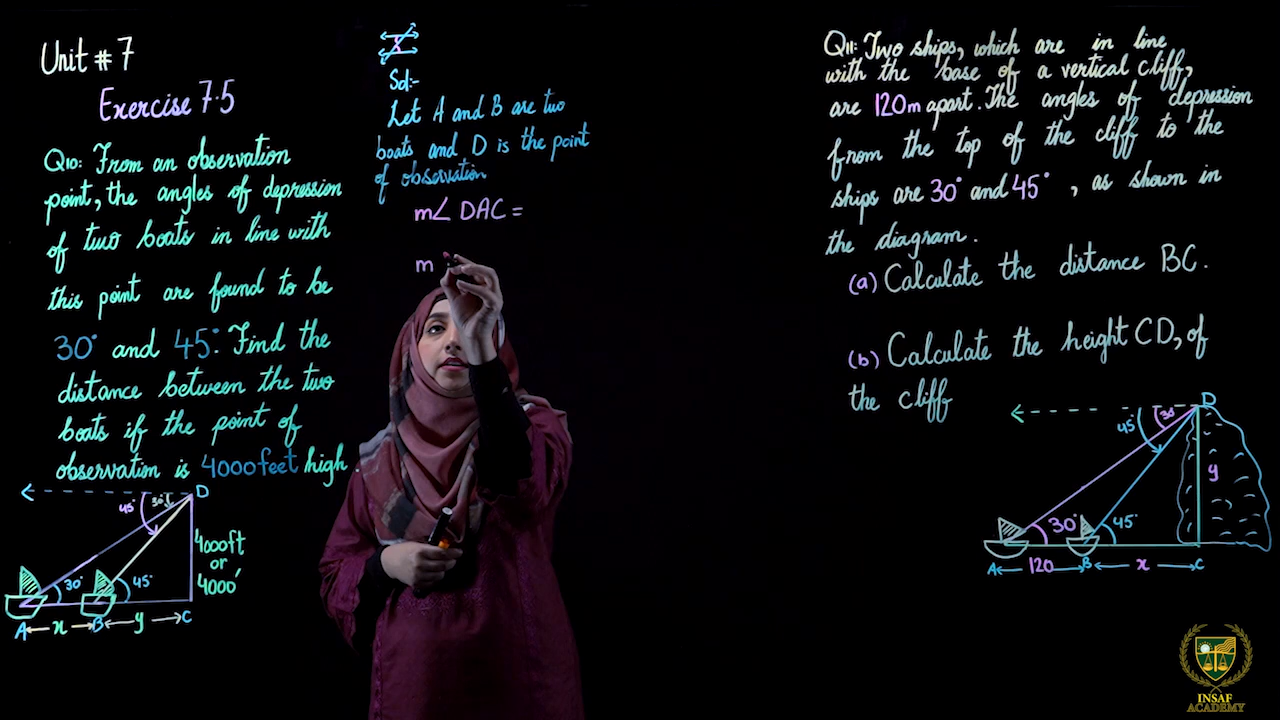 Unit # 7
Exercise 7.5
Q10: From an observation
point, the angles of depression
of two boats in line with
this point are found to be
30° and 45°. Find the
distance between the two
boats if the point of
observation is 4000feet high.
45° 30° D
4000ft
or
4000'
30° 45°
A x B y C
Sol:-
Let A and B are two
boats and D is the point
of observation
m∠ DAC =
m
Q11: Two ships, which are in line
with the base of a vertical cliff,
are 120m apart. The angles of depression
from the top of the cliff to the
ships are 30° and 45°, as shown in
the diagram.
(a) Calculate the distance BC.
(b) Calculate the height CD, of
the cliff
D
45° 30°
y
30° 45°
A 120 B x C
INSAF
ACADEMY